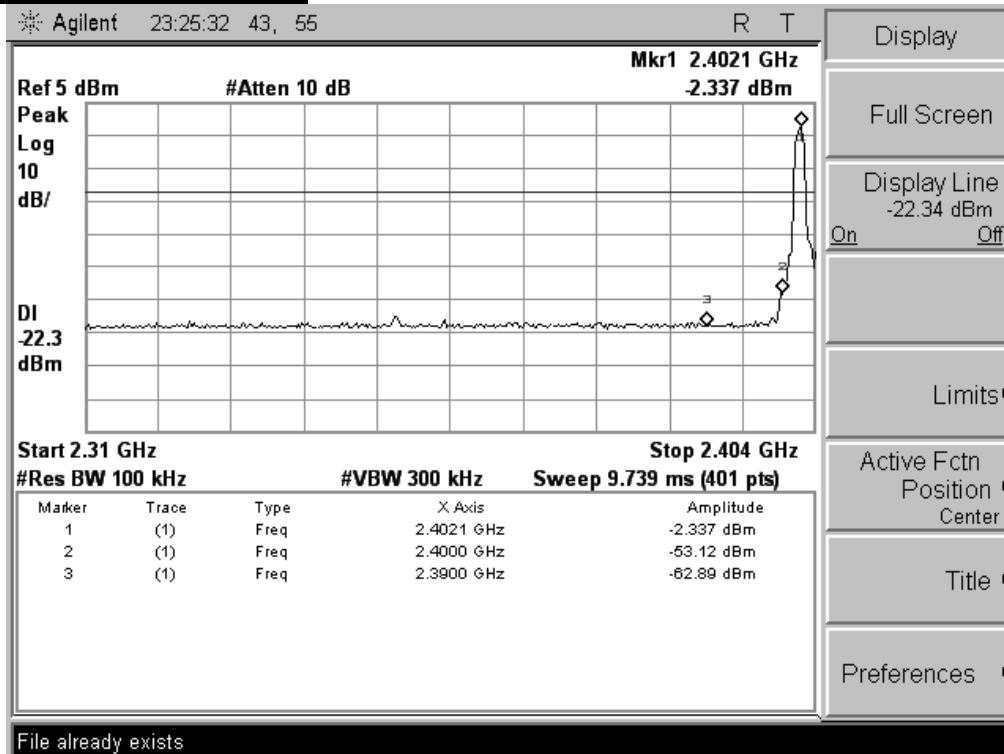 Agilent 23:25:32 43, 55 R T
Mkr1 2.4021 GHz
Ref 5 dBm #Atten 10 dB -2.337 dBm
Peak
Log
10
dB/
2
3
DI
-22.3
dBm
Start 2.31 GHz Stop 2.404 GHz
#Res BW 100 kHz #VBW 300 kHz Sweep 9.739 ms (401 pts)
Marker Trace Type X Axis Amplitude
1 (1) Freq 2.4021 GHz -2.337 dBm
2 (1) Freq 2.4000 GHz -53.12 dBm
3 (1) Freq 2.3900 GHz -62.89 dBm
File already exists
Display
Full Screen
Display Line
-22.34 dBm
On Off
Limits
Active Fctn
Position
Center
Title
Preferences